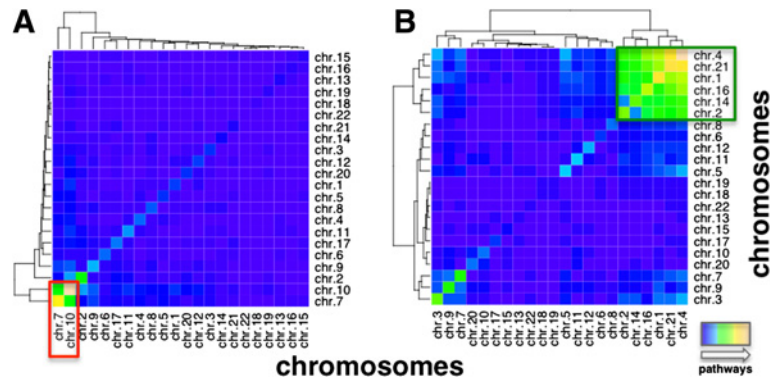 A
chr.15
chr.16
chr.13
chr.19
chr.18
chr.22
chr.21
chr.14
chr.3
chr.12
chr.20
chr.1
chr.5
chr.8
chr.4
chr.11
chr.17
chr.6
chr.9
chr.2
chr.10
chr.7
chr.7
chr.10
chr.2
chr.9
chr.6
chr.17
chr.11
chr.4
chr.8
chr.5
chr.1
chr.20
chr.12
chr.3
chr.14
chr.21
chr.22
chr.18
chr.19
chr.13
chr.16
chr.15
B
chr.4
chr.21
chr.1
chr.16
chr.14
chr.2
chr.8
chr.6
chr.12
chr.11
chr.5
chr.19
chr.18
chr.22
chr.13
chr.15
chr.17
chr.10
chr.20
chr.7
chr.9
chr.3
chr.3
chr.9
chr.7
chr.20
chr.10
chr.17
chr.15
chr.13
chr.22
chr.18
chr.19
chr.5
chr.11
chr.12
chr.6
chr.8
chr.2
chr.14
chr.16
chr.1
chr.21
chr.4
chromosomes
chromosomes
pathways